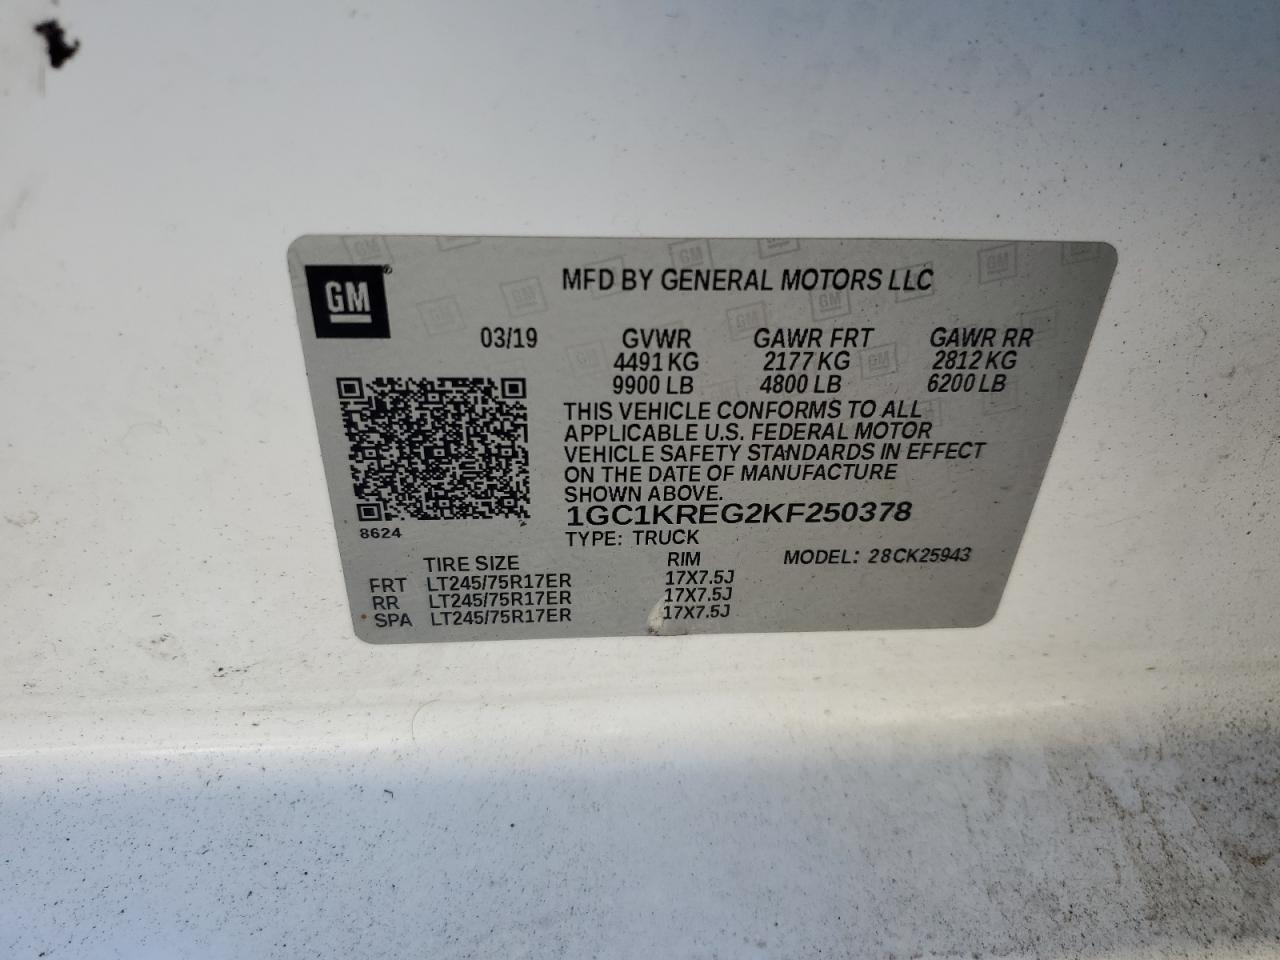 GM®
MFD BY GENERAL MOTORS LLC
03/19 GVWR GAWR FRT GAWR RR
4491 KG 2177 KG 2812 KG
9900 LB 4800 LB 6200 LB
THIS VEHICLE CONFORMS TO ALL
APPLICABLE U.S. FEDERAL MOTOR
VEHICLE SAFETY STANDARDS IN EFFECT
ON THE DATE OF MANUFACTURE
SHOWN ABOVE.
1GC1KREG2KF250378
8624
TYPE: TRUCK
TIRE SIZE RIM MODEL: 28CK25943
FRT LT245/75R17ER 17X7.5J
RR LT245/75R17ER 17X7.5J
SPA LT245/75R17ER 17X7.5J